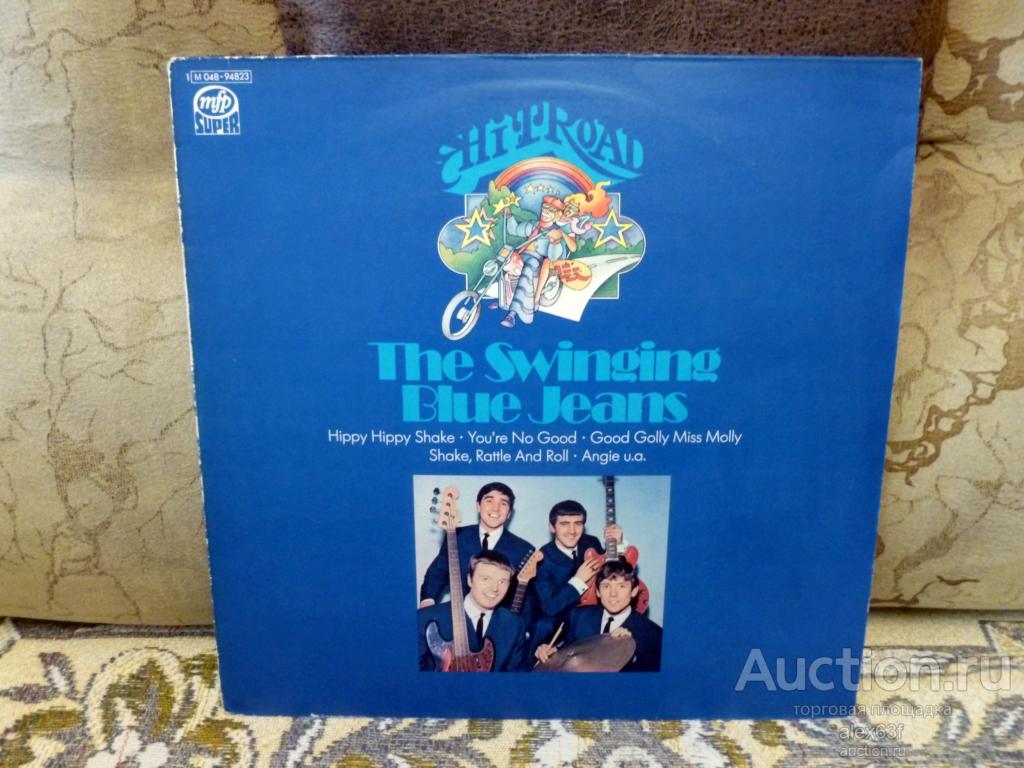 1 M 048-94823
mfp
SUPER
HIT ROAD
The Swinging
Blue Jeans
Hippy Hippy Shake · You're No Good · Good Golly Miss Molly
Shake, Rattle And Roll · Angie u.a.
Auction.ru
торговая площадка
alex63f
auction.ru